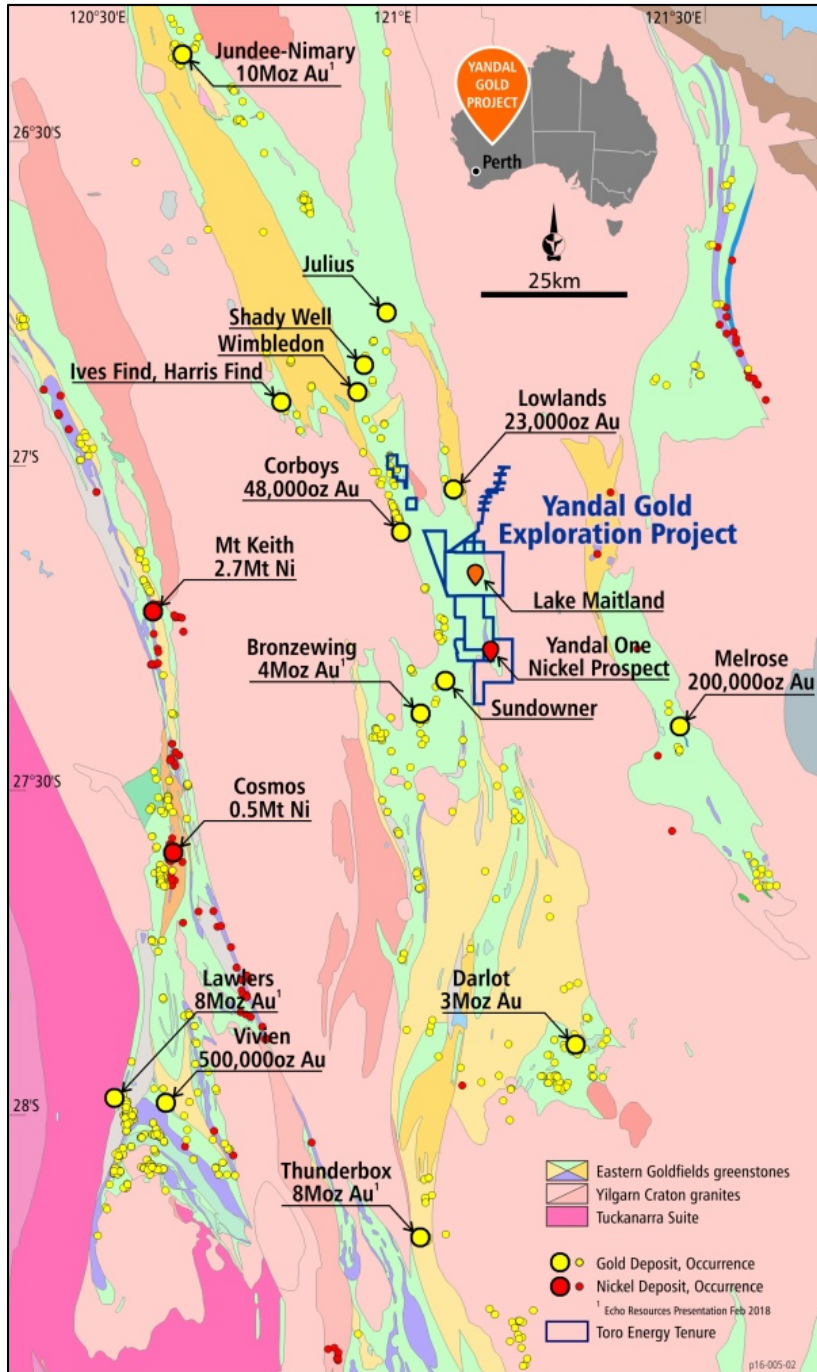 120°30'E
121°E
121°30'E
Jundee-Nimary
10Moz Au¹
YANDAL
GOLD
PROJECT
Perth
26°30'S
25km
Julius
Shady Well
Wimbledon
Ives Find, Harris Find
Lowlands
23,000oz Au
27°S
Corboys
48,000oz Au
Yandal Gold
Exploration Project
Mt Keith
2.7Mt Ni
Lake Maitland
Bronzewing
4Moz Au¹
Yandal One
Nickel Prospect
Melrose
200,000oz Au
Sundowner
27°30'S
Cosmos
0.5Mt Ni
Lawlers
8Moz Au¹
Darlot
3Moz Au
Vivien
500,000oz Au
28°S
Thunderbox
8Moz Au¹
Eastern Goldfields greenstones
Yilgarn Craton granites
Tuckanarra Suite
Gold Deposit, Occurrence
Nickel Deposit, Occurrence
¹ Echo Resources Presentation Feb 2018
Toro Energy Tenure
p16-005-02